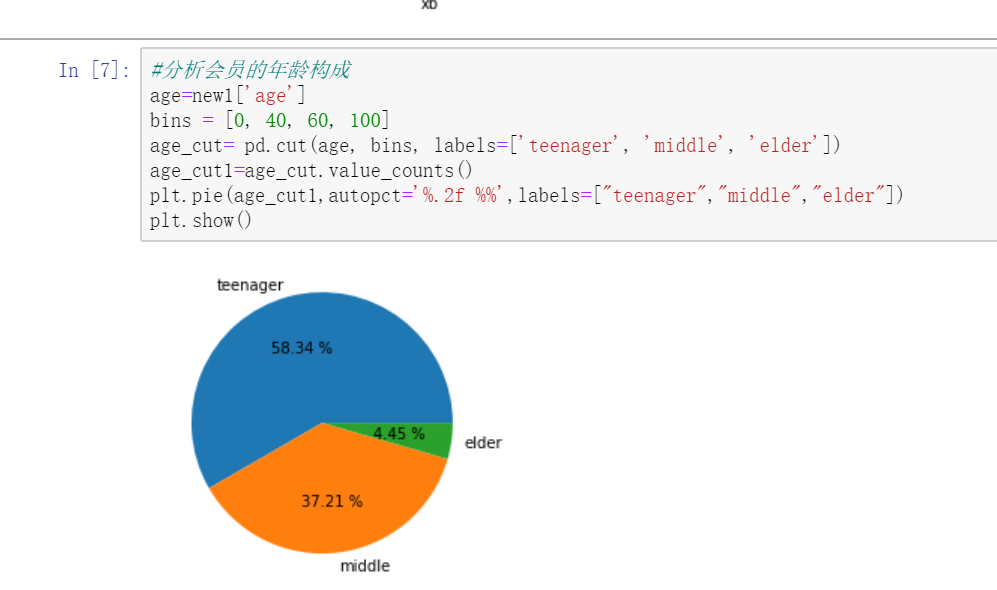 xb
In [7]:
#分析会员的年龄构成
age=new1['age']
bins = [0, 40, 60, 100]
age_cut= pd.cut(age, bins, labels=['teenager', 'middle', 'elder'])
age_cut1=age_cut.value_counts()
plt.pie(age_cut1,autopct='%.2f %%',labels=["teenager","middle","elder"])
plt.show()
teenager
58.34 %
4.45 %
elder
37.21 %
middle